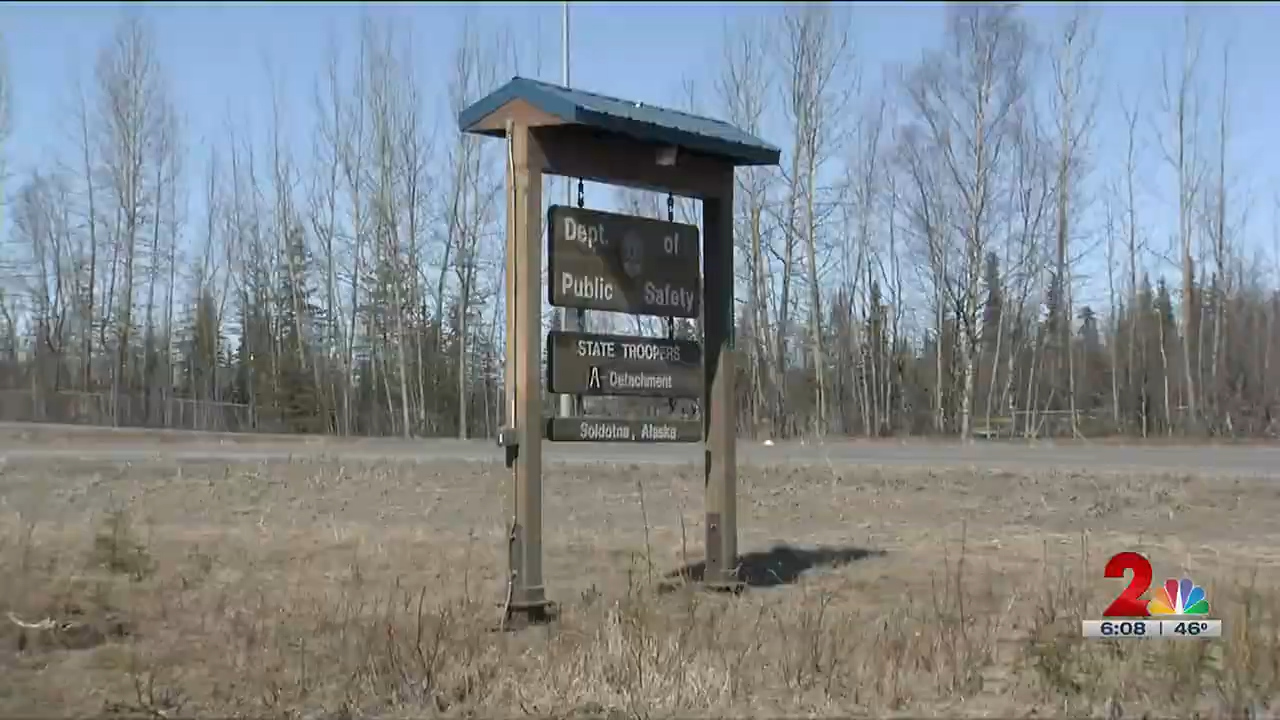 Dept. of
Public Safety
STATE TROOPERS
A-Detachment
Soldotna, Alaska
2
6:08 | 46°